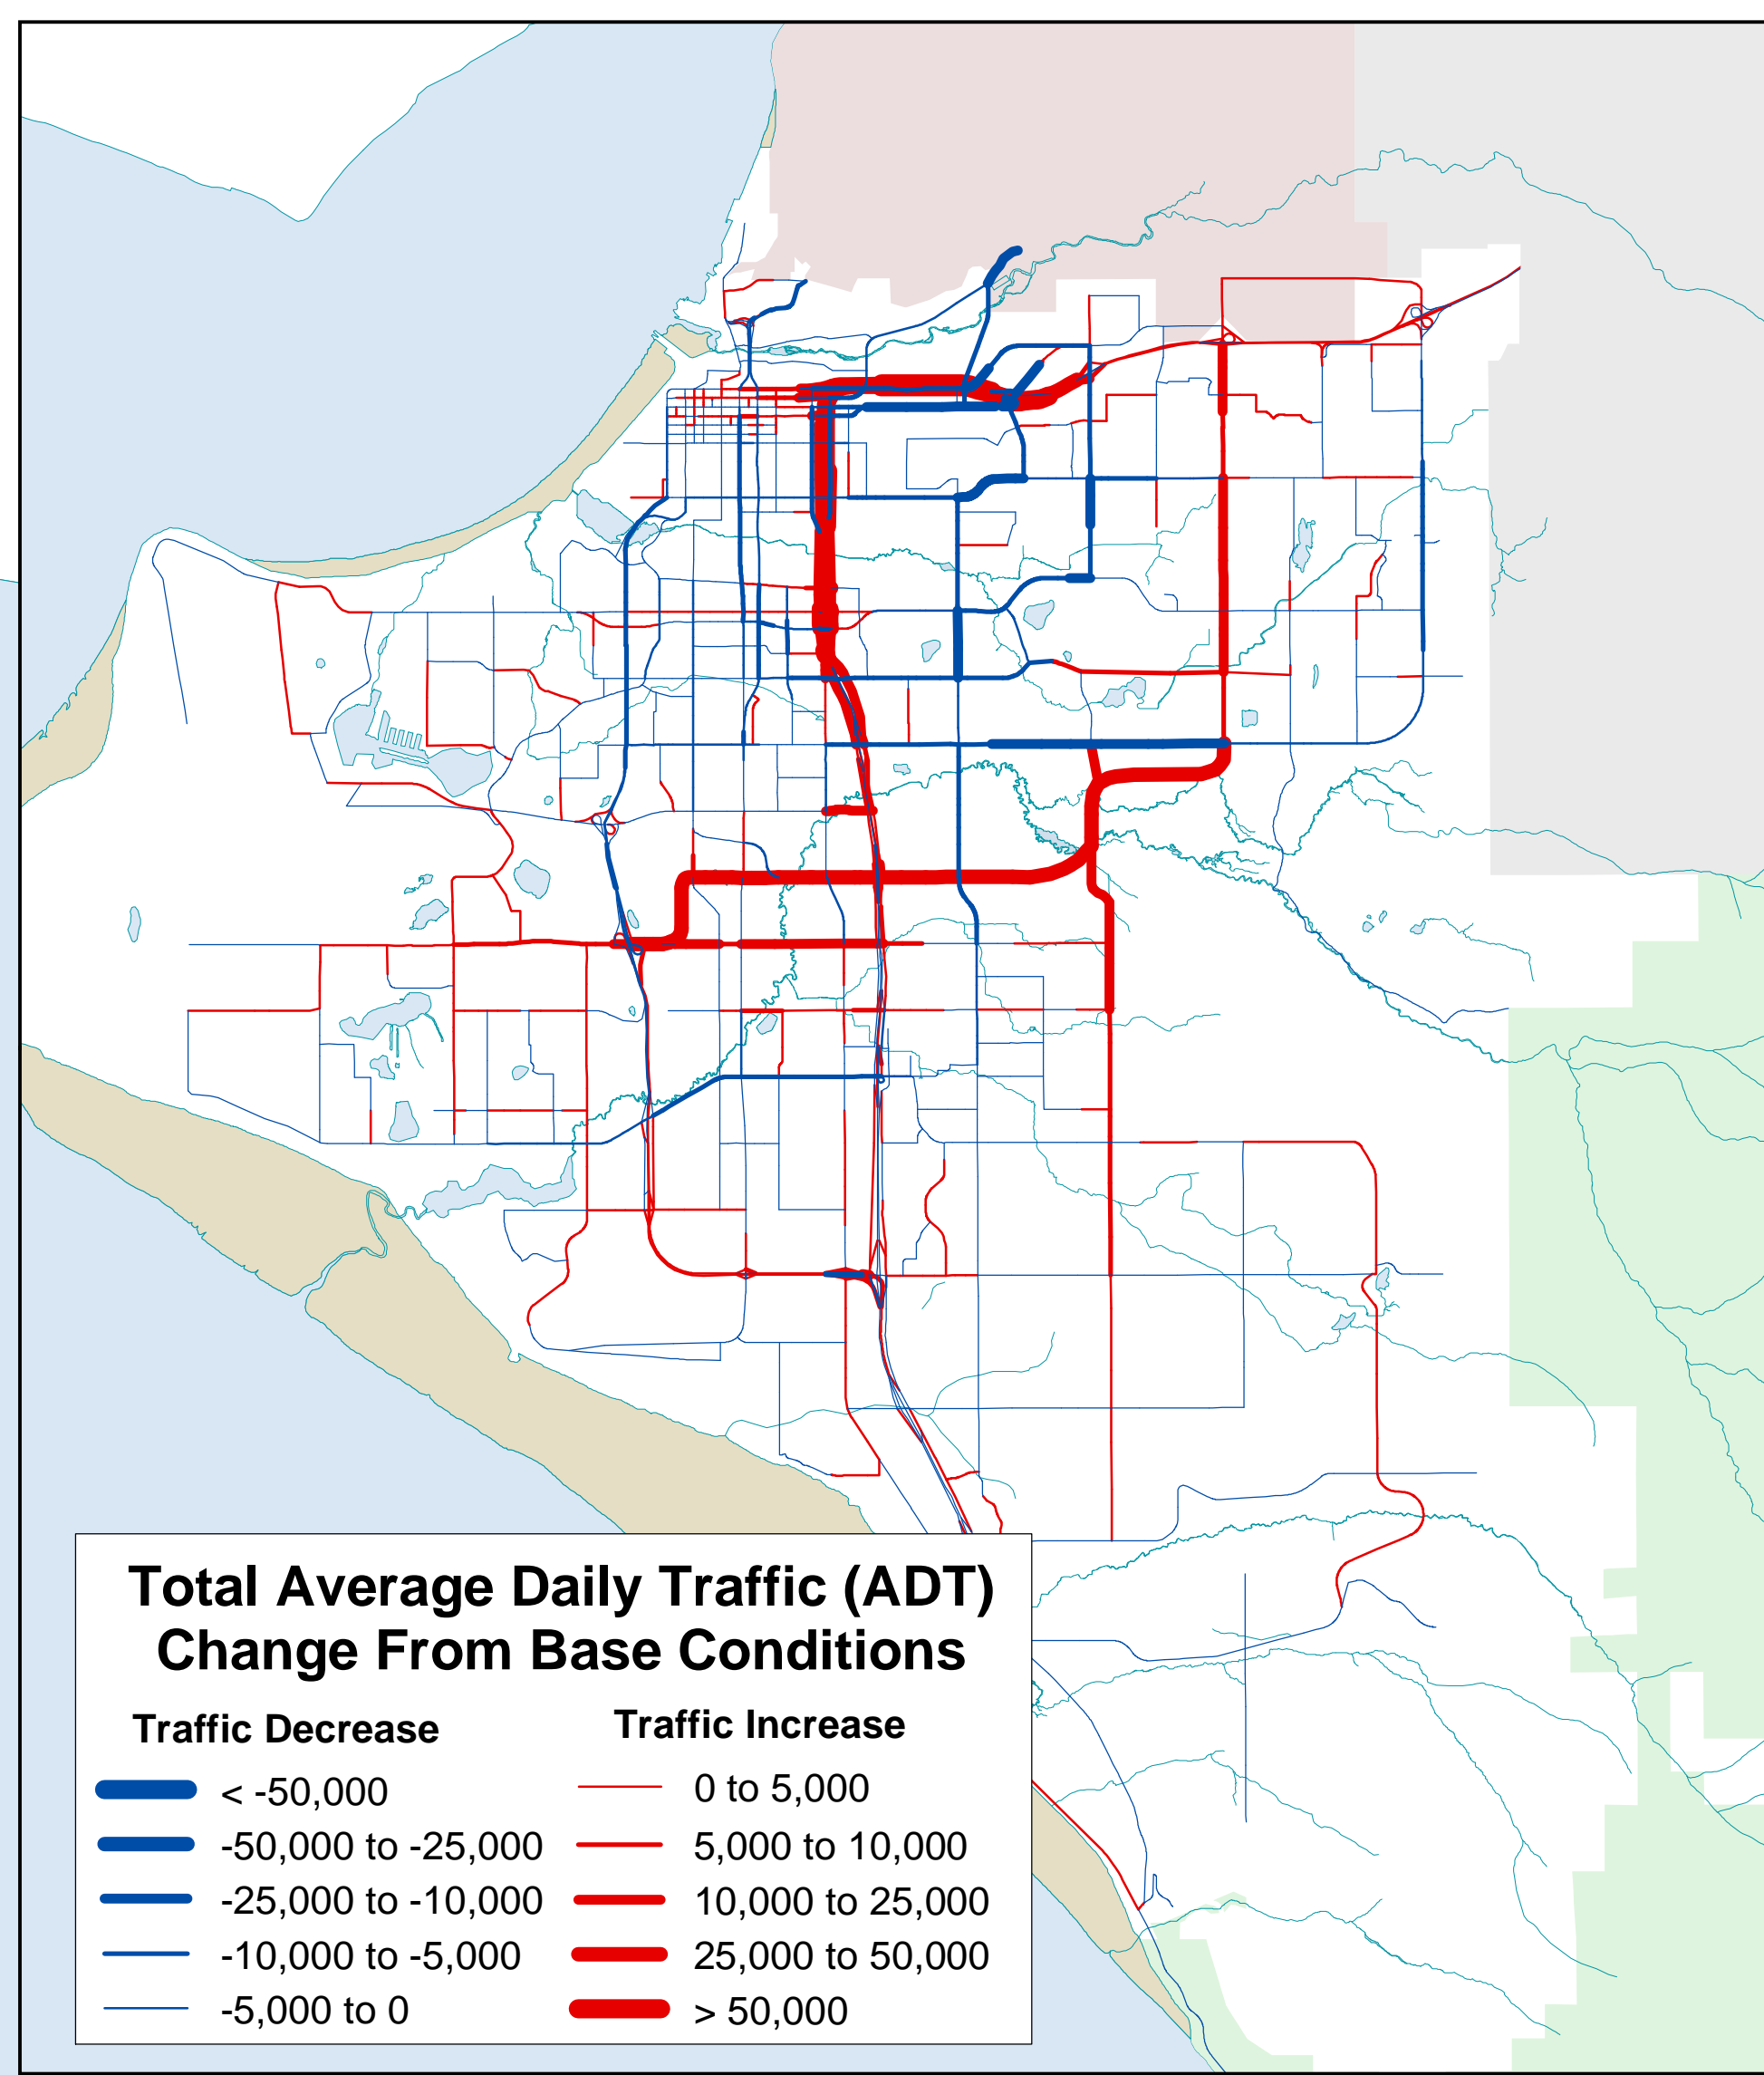 Total Average Daily Traffic (ADT)
Change From Base Conditions
Traffic Decrease
< -50,000
-50,000 to -25,000
-25,000 to -10,000
-10,000 to -5,000
-5,000 to 0
Traffic Increase
0 to 5,000
5,000 to 10,000
10,000 to 25,000
25,000 to 50,000
> 50,000